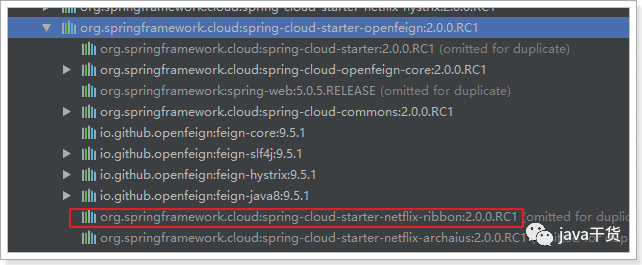 org.springframework.cloud:spring-cloud-starter-netflix-hystrix:2.0.0.RC1
org.springframework.cloud:spring-cloud-starter-openfeign:2.0.0.RC1
org.springframework.cloud:spring-cloud-starter:2.0.0.RC1 (omitted for duplicate)
org.springframework.cloud:spring-cloud-openfeign-core:2.0.0.RC1
org.springframework:spring-web:5.0.5.RELEASE (omitted for duplicate)
org.springframework.cloud:spring-cloud-commons:2.0.0.RC1
io.github.openfeign:feign-core:9.5.1
io.github.openfeign:feign-slf4j:9.5.1
io.github.openfeign:feign-hystrix:9.5.1
io.github.openfeign:feign-java8:9.5.1
org.springframework.cloud:spring-cloud-starter-netflix-ribbon:2.0.0.RC1 (omitted for duplic
org.springframework.cloud:spring-cloud-starter-netflix-archaius:2.0.0.RC1
java干货